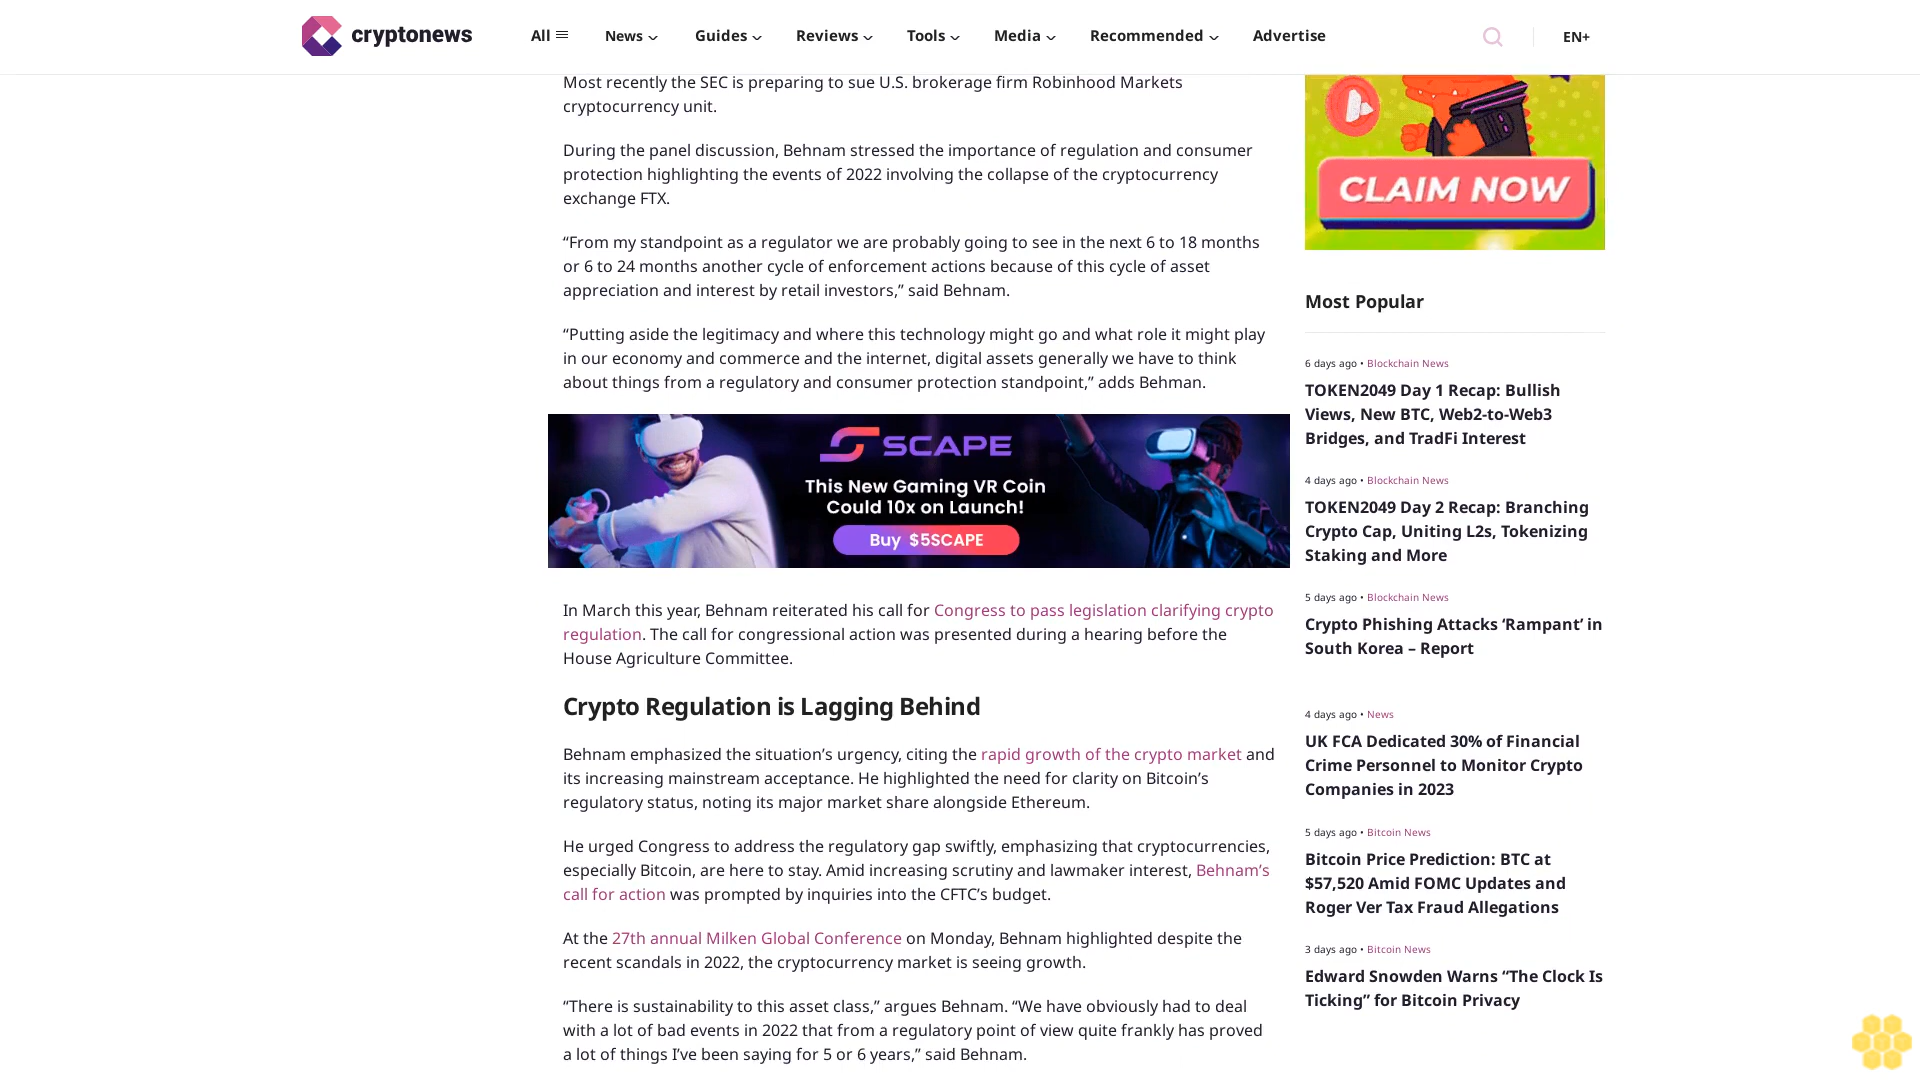 cryptonews
All
News
Guides
Reviews
Tools
Media
Recommended
Advertise
EN+
Most recently the SEC is preparing to sue U.S. brokerage firm Robinhood Markets
cryptocurrency unit.
During the panel discussion, Behnam stressed the importance of regulation and consumer
protection highlighting the events of 2022 involving the collapse of the cryptocurrency
exchange FTX.
“From my standpoint as a regulator we are probably going to see in the next 6 to 18 months
or 6 to 24 months another cycle of enforcement actions because of this cycle of asset
appreciation and interest by retail investors,” said Behnam.
“Putting aside the legitimacy and where this technology might go and what role it might play
in our economy and commerce and the internet, digital assets generally we have to think
about things from a regulatory and consumer protection standpoint,” adds Behman.
SCAPE
This New Gaming VR Coin
Could 10x on Launch!
Buy $5SCAPE
In March this year, Behnam reiterated his call for Congress to pass legislation clarifying crypto
regulation. The call for congressional action was presented during a hearing before the
House Agriculture Committee.
Crypto Regulation is Lagging Behind
Behnam emphasized the situation’s urgency, citing the rapid growth of the crypto market and
its increasing mainstream acceptance. He highlighted the need for clarity on Bitcoin’s
regulatory status, noting its major market share alongside Ethereum.
He urged Congress to address the regulatory gap swiftly, emphasizing that cryptocurrencies,
especially Bitcoin, are here to stay. Amid increasing scrutiny and lawmaker interest, Behnam’s
call for action was prompted by inquiries into the CFTC’s budget.
At the 27th annual Milken Global Conference on Monday, Behnam highlighted despite the
recent scandals in 2022, the cryptocurrency market is seeing growth.
“There is sustainability to this asset class,” argues Behnam. “We have obviously had to deal
with a lot of bad events in 2022 that from a regulatory point of view quite frankly has proved
a lot of things I’ve been saying for 5 or 6 years,” said Behnam.
CLAIM NOW
Most Popular
6 days ago • Blockchain News
TOKEN2049 Day 1 Recap: Bullish
Views, New BTC, Web2-to-Web3
Bridges, and TradFi Interest
4 days ago • Blockchain News
TOKEN2049 Day 2 Recap: Branching
Crypto Cap, Uniting L2s, Tokenizing
Staking and More
5 days ago • Blockchain News
Crypto Phishing Attacks ‘Rampant’ in
South Korea – Report
4 days ago • News
UK FCA Dedicated 30% of Financial
Crime Personnel to Monitor Crypto
Companies in 2023
5 days ago • Bitcoin News
Bitcoin Price Prediction: BTC at
$57,520 Amid FOMC Updates and
Roger Ver Tax Fraud Allegations
3 days ago • Bitcoin News
Edward Snowden Warns “The Clock Is
Ticking” for Bitcoin Privacy